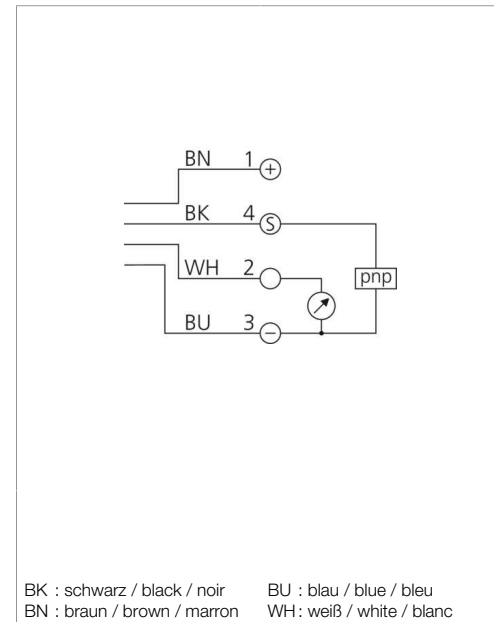 BN 1 +
BK 4 S
WH 2
pnp
BU 3 −
BK : schwarz / black / noir BU : blau / blue / bleu
BN : braun / brown / marron WH : weiß / white / blanc